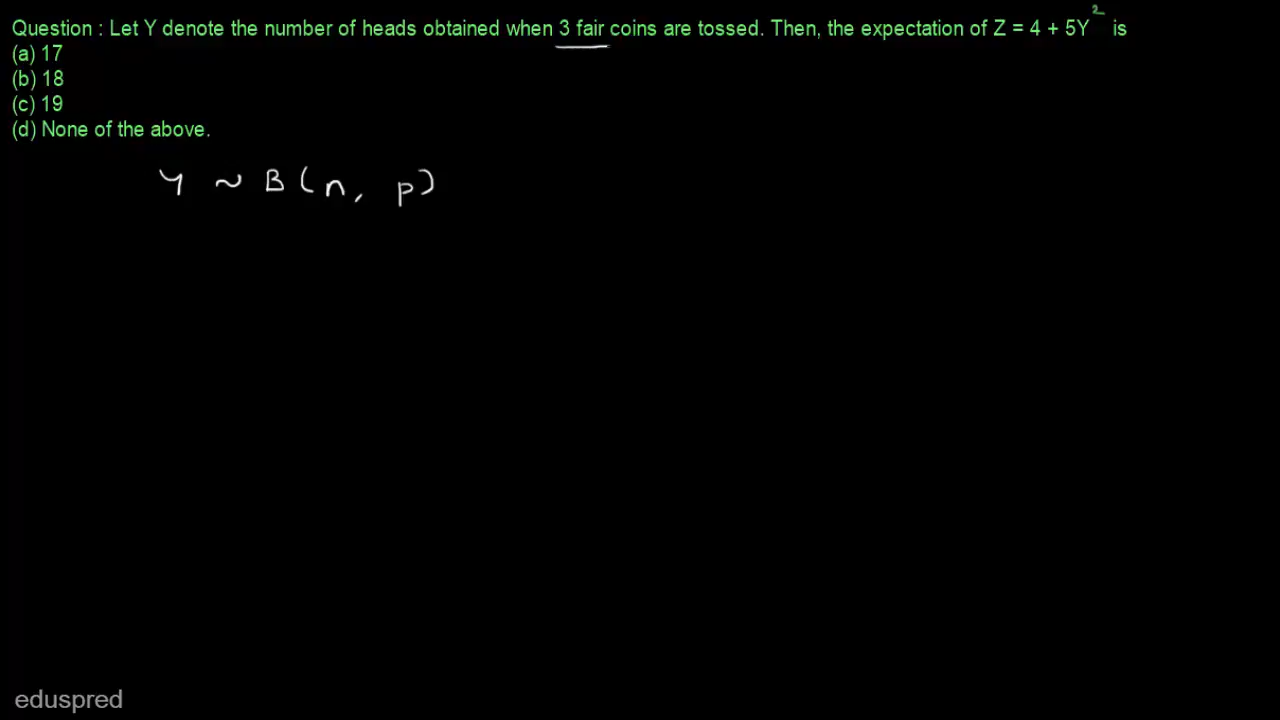 Question : Let Y denote the number of heads obtained when 3 fair coins are tossed. Then, the expectation of Z = 4 + 5Y² is
(a) 17
(b) 18
(c) 19
(d) None of the above.
Y ~ B(n, p)
eduspred